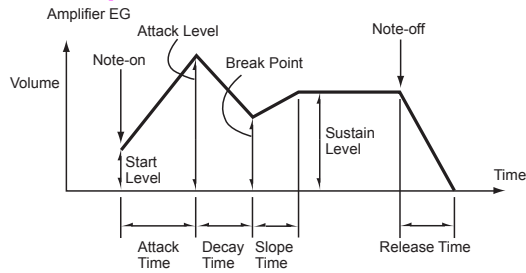 Amplifier EG
Attack Level
Note-off
Note-on
Break Point
Volume
Sustain
Level
Start
Level
Time
Attack
Time
Decay
Time
Slope
Time
Release Time